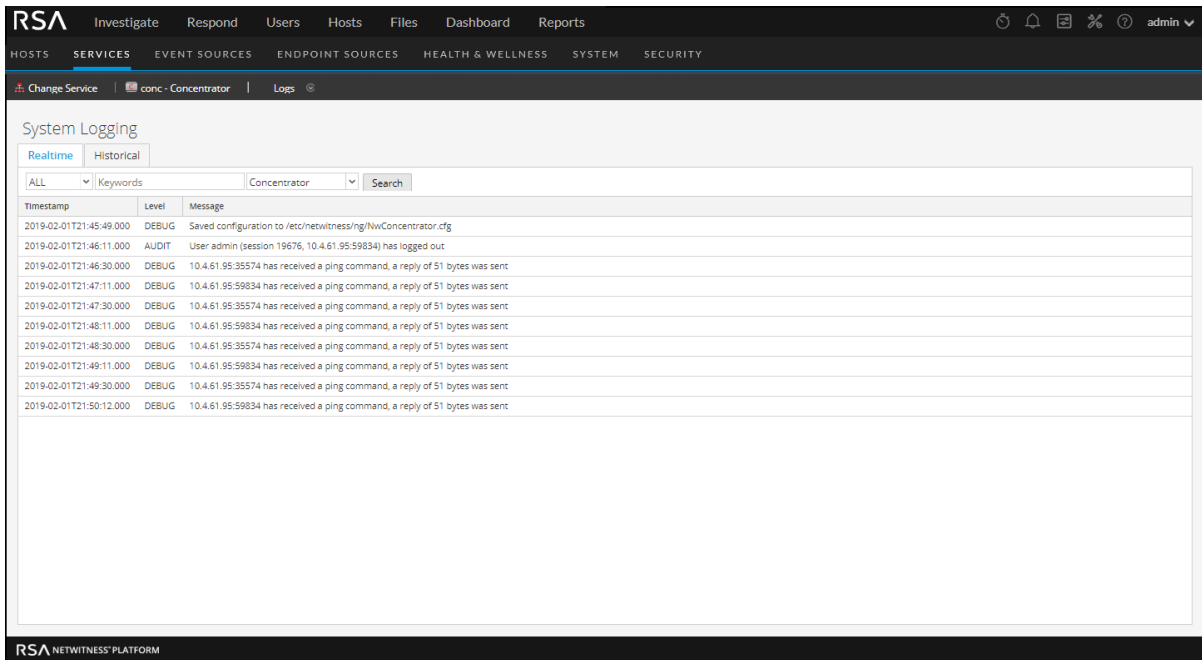 RSA Investigate Respond Users Hosts Files Dashboard Reports admin
HOSTS SERVICES EVENT SOURCES ENDPOINT SOURCES HEALTH & WELLNESS SYSTEM SECURITY
Change Service | conc - Concentrator | Logs
System Logging
Realtime Historical
ALL Keywords Concentrator Search
Timestamp Level Message
2019-02-01T21:45:49.000 DEBUG Saved configuration to /etc/netwitness/ng/NwConcentrator.cfg
2019-02-01T21:46:11.000 AUDIT User admin (session 19676, 10.4.61.95:59834) has logged out
2019-02-01T21:46:30.000 DEBUG 10.4.61.95:35574 has received a ping command, a reply of 51 bytes was sent
2019-02-01T21:47:11.000 DEBUG 10.4.61.95:59834 has received a ping command, a reply of 51 bytes was sent
2019-02-01T21:47:30.000 DEBUG 10.4.61.95:35574 has received a ping command, a reply of 51 bytes was sent
2019-02-01T21:48:11.000 DEBUG 10.4.61.95:59834 has received a ping command, a reply of 51 bytes was sent
2019-02-01T21:48:30.000 DEBUG 10.4.61.95:35574 has received a ping command, a reply of 51 bytes was sent
2019-02-01T21:49:11.000 DEBUG 10.4.61.95:59834 has received a ping command, a reply of 51 bytes was sent
2019-02-01T21:49:30.000 DEBUG 10.4.61.95:35574 has received a ping command, a reply of 51 bytes was sent
2019-02-01T21:50:12.000 DEBUG 10.4.61.95:59834 has received a ping command, a reply of 51 bytes was sent
RSA NETWITNESS® PLATFORM